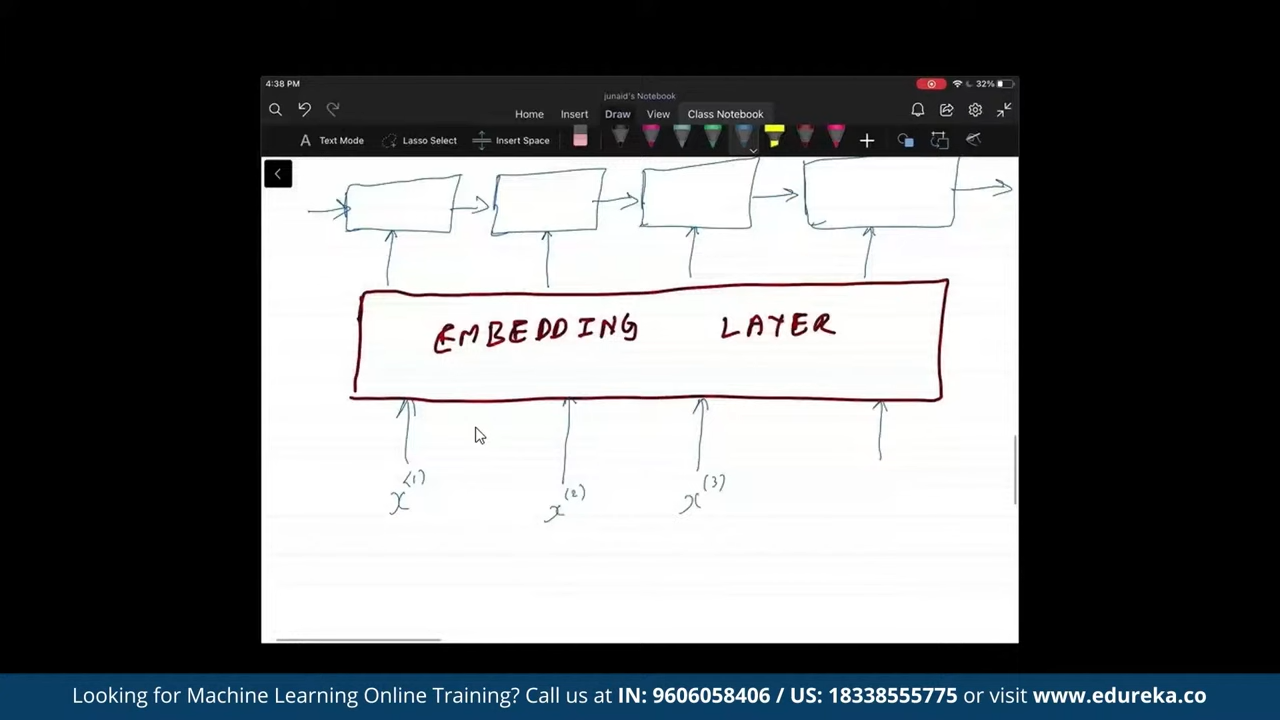 4:38 PM
32%
junaid's Notebook
Home Insert Draw View Class Notebook
Text Mode Lasso Select Insert Space
EMBEDDING LAYER
x(1) x(2) x(3)
Looking for Machine Learning Online Training? Call us at IN: 9606058406 / US: 18338555775 or visit www.edureka.co